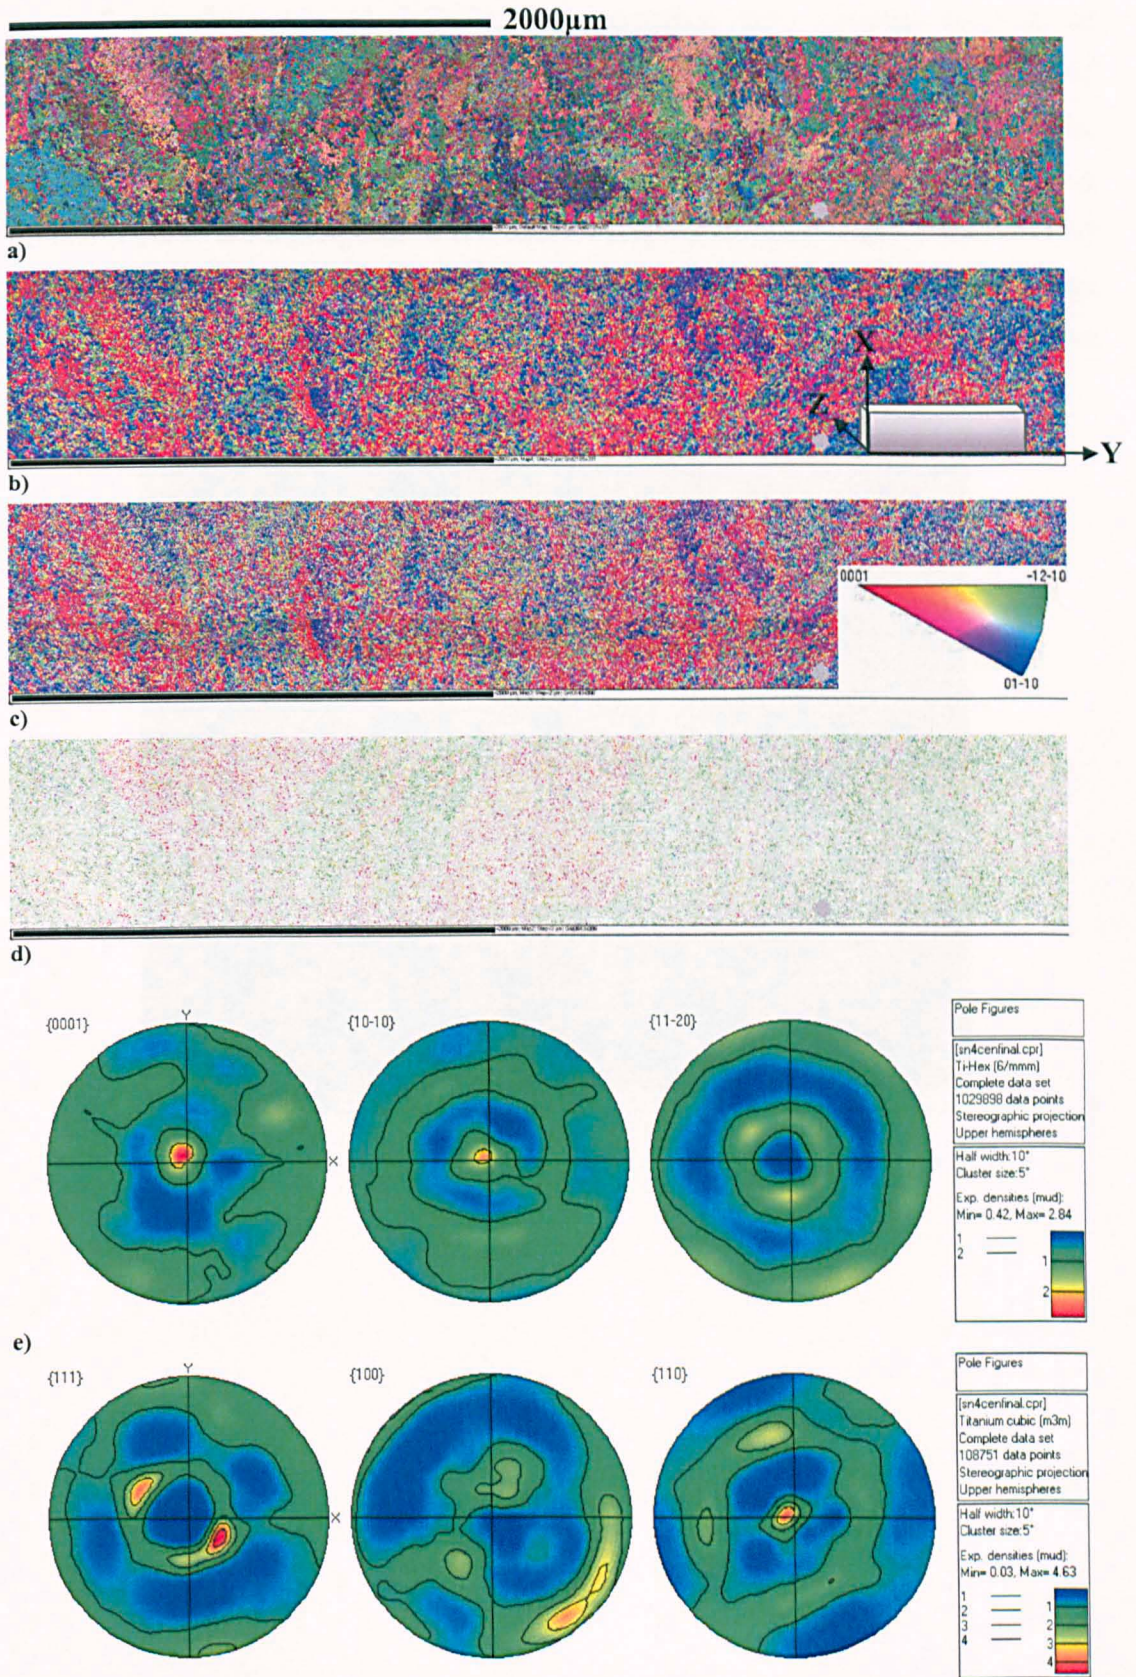 2000µm
a)
X
Z
Y
b)
0001
-12-10
01-10
c)
d)
{0001}
Y
X
{10-10}
{11-20}
Pole Figures
[sn4cenfinal.cpr]
Ti-Hex (6/mmm)
Complete data set
1029898 data points
Stereographic projection
Upper hemispheres
Half width:10°
Cluster size:5°
Exp. densities (mud):
Min= 0.42, Max= 2.84
1
2
1
2
e)
{111}
Y
X
{100}
{110}
Pole Figures
[sn4cenfinal.cpr]
Titanium cubic (m3m)
Complete data set
108751 data points
Stereographic projection
Upper hemispheres
Half width:10°
Cluster size:5°
Exp. densities (mud):
Min= 0.03, Max= 4.63
1
2
3
4
1
2
3
4